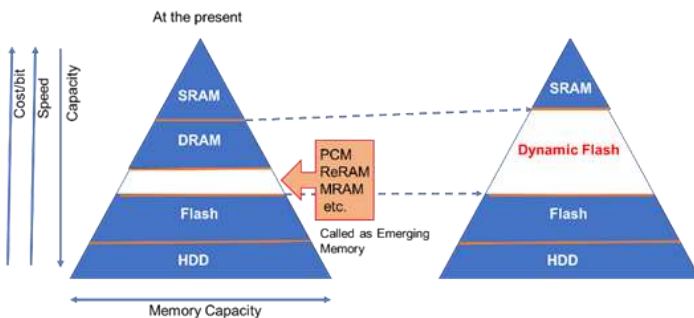 At the present
Cost/bit
Speed
Capacity
SRAM
DRAM
Flash
HDD
Memory Capacity
PCM
ReRAM
MRAM
etc.
Called as Emerging
Memory
SRAM
Dynamic Flash
Flash
HDD